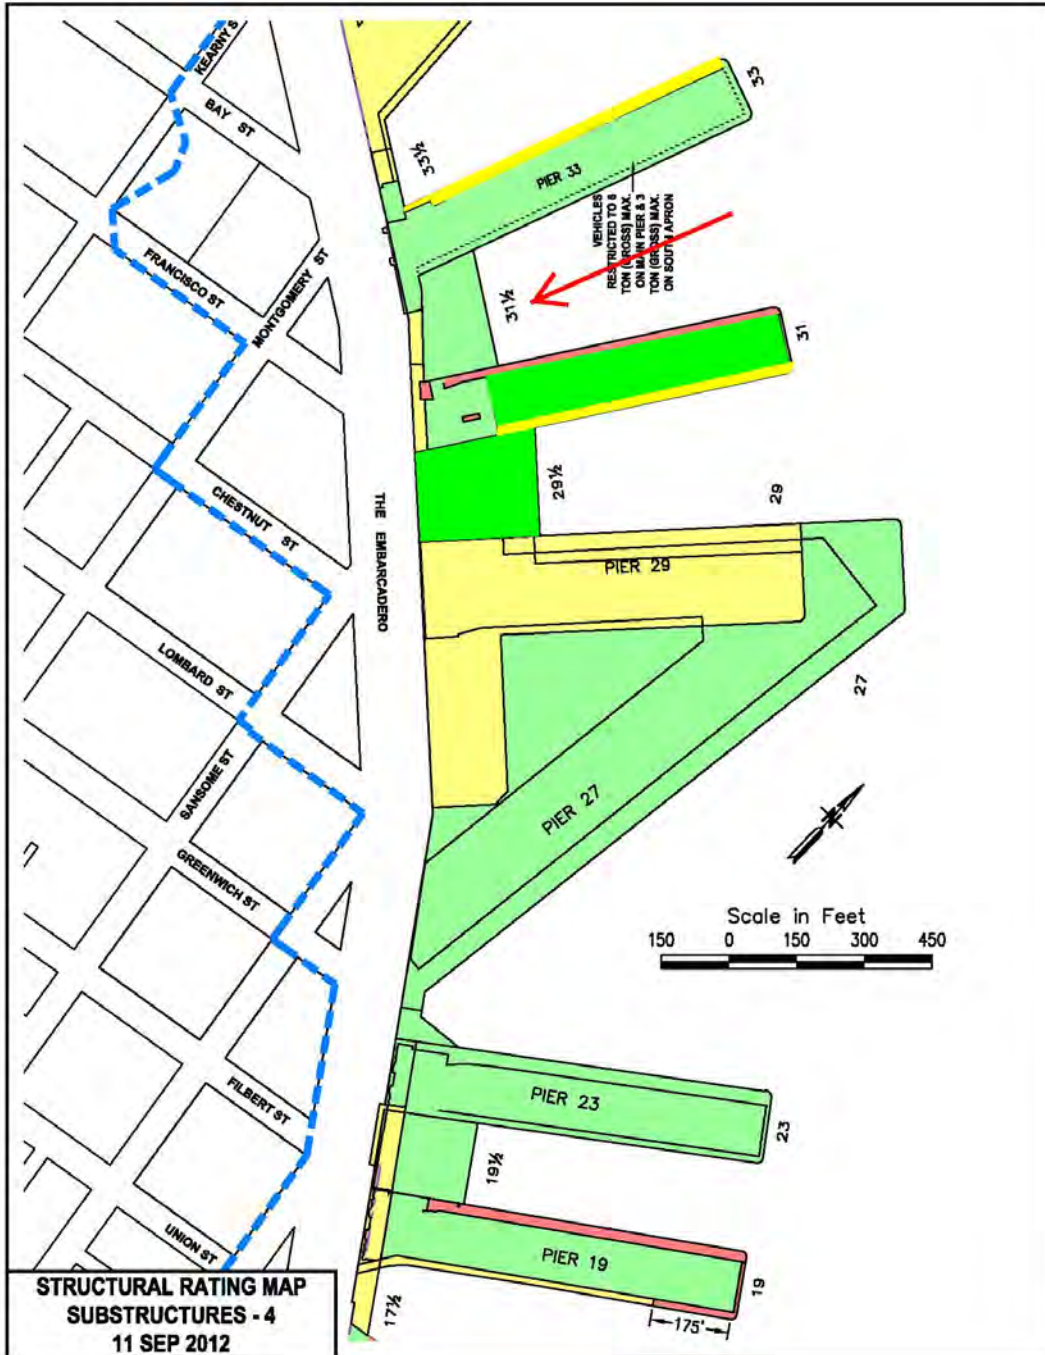 KEARNY S
BAY ST
33½
33
PIER 33
VEHICLES
RESTRICTED TO 8
TON (GROSS) MAX.
ON MAIN PIER & 3
TON (GROSS) MAX.
ON SOUTH APRON
FRANCISCO ST
MONTGOMERY ST
31½
31
CHESTNUT ST
THE EMBARCADERO
29½
29
PIER 29
LOMBARD ST
27
SANSOME ST
PIER 27
GREENWICH ST
Scale in Feet
150 0 150 300 450
FILBERT ST
PIER 23
23
19½
UNION ST
PIER 19
19
17½
175'
STRUCTURAL RATING MAP
SUBSTRUCTURES - 4
11 SEP 2012